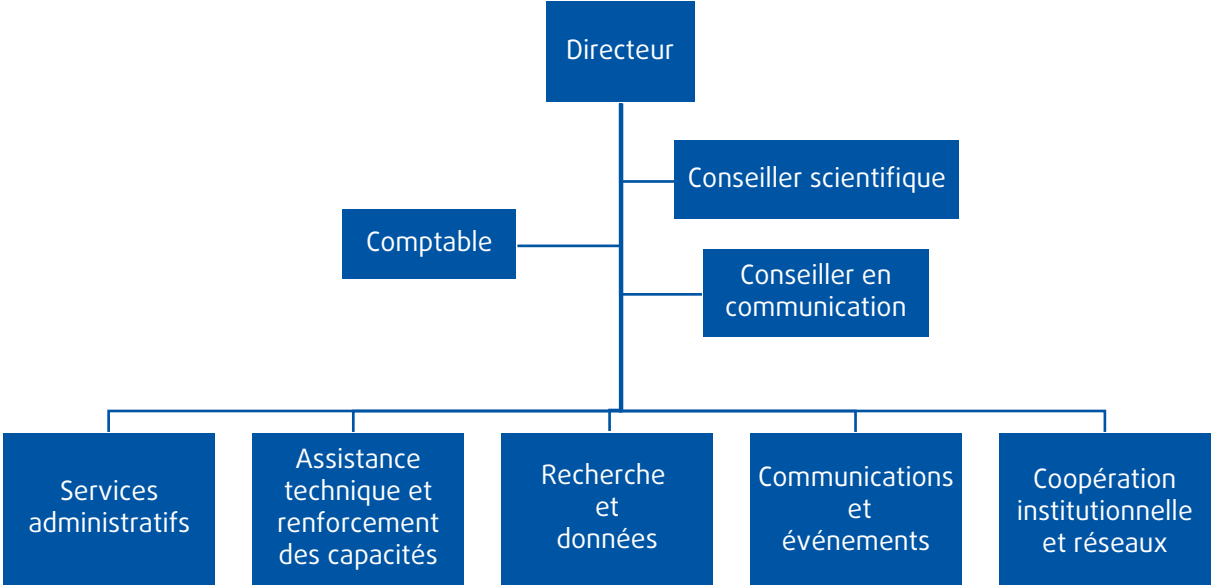 Directeur
Conseiller scientifique
Comptable
Conseiller en
communication
Services
administratifs
Assistance
technique et
renforcement
des capacités
Recherche
et
données
Communications
et
événements
Coopération
institutionnelle
et réseaux